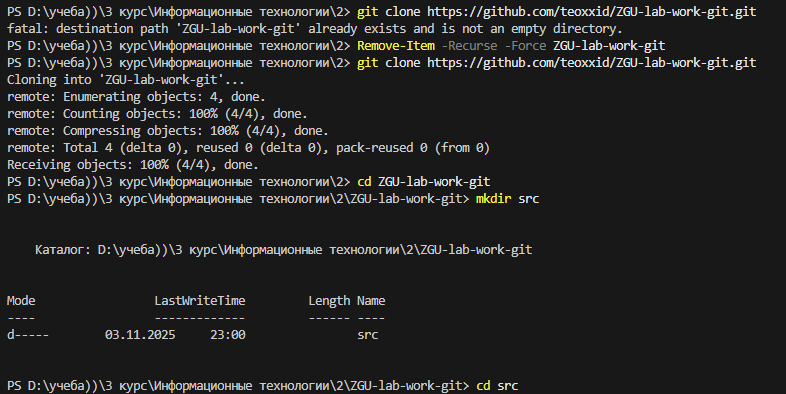 PS D:\учеба))\3 курс\Информационные технологии\2> git clone https://github.com/teoxxid/ZGU-lab-work-git.git
fatal: destination path 'ZGU-lab-work-git' already exists and is not an empty directory.
PS D:\учеба))\3 курс\Информационные технологии\2> Remove-Item -Recurse -Force ZGU-lab-work-git
PS D:\учеба))\3 курс\Информационные технологии\2> git clone https://github.com/teoxxid/ZGU-lab-work-git.git
Cloning into 'ZGU-lab-work-git'...
remote: Enumerating objects: 4, done.
remote: Counting objects: 100% (4/4), done.
remote: Compressing objects: 100% (4/4), done.
remote: Total 4 (delta 0), reused 0 (delta 0), pack-reused 0 (from 0)
Receiving objects: 100% (4/4), done.
PS D:\учеба))\3 курс\Информационные технологии\2> cd ZGU-lab-work-git
PS D:\учеба))\3 курс\Информационные технологии\2\ZGU-lab-work-git> mkdir src
Каталог: D:\учеба))\3 курс\Информационные технологии\2\ZGU-lab-work-git
Mode LastWriteTime Length Name
---- ------------- ------ ----
d----- 03.11.2025 23:00 src
PS D:\учеба))\3 курс\Информационные технологии\2\ZGU-lab-work-git> cd src